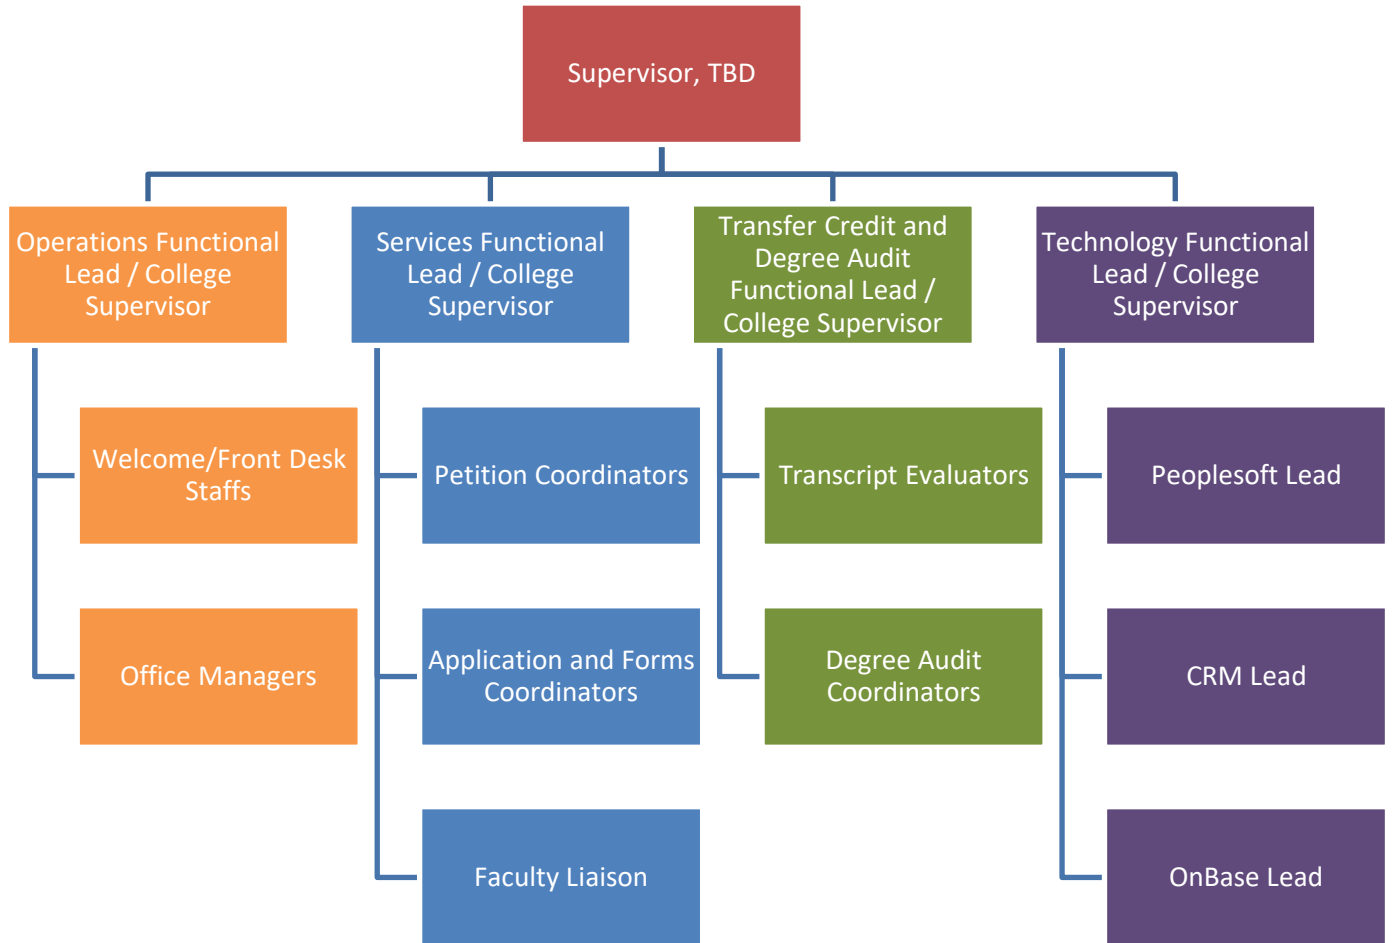 Supervisor, TBD
Operations Functional
Lead / College
Supervisor
Services Functional
Lead / College
Supervisor
Transfer Credit and
Degree Audit
Functional Lead /
College Supervisor
Technology Functional
Lead / College
Supervisor
Welcome/Front Desk
Staffs
Petition Coordinators
Transcript Evaluators
Peoplesoft Lead
Office Managers
Application and Forms
Coordinators
Degree Audit
Coordinators
CRM Lead
Faculty Liaison
OnBase Lead